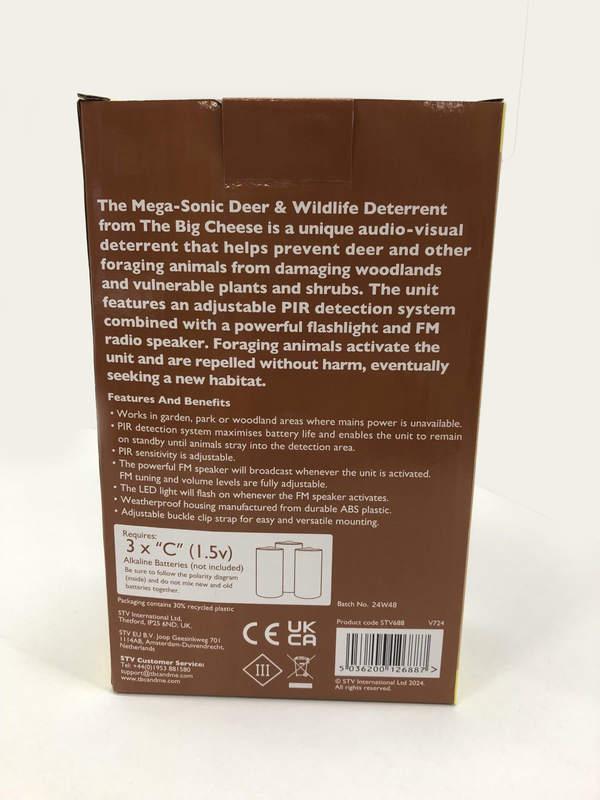 The Mega-Sonic Deer & Wildlife Deterrent
from The Big Cheese is a unique audio-visual
deterrent that helps prevent deer and other
foraging animals from damaging woodlands
and vulnerable plants and shrubs. The unit
features an adjustable PIR detection system
combined with a powerful flashlight and FM
radio speaker. Foraging animals activate the
unit and are repelled without harm, eventually
seeking a new habitat.
Features And Benefits
• Works in garden, park or woodland areas where mains power is unavailable.
• PIR detection system maximises battery life and enables the unit to remain
on standby until animals stray into the detection area.
• PIR sensitivity is adjustable.
• The powerful FM speaker will broadcast whenever the unit is activated.
FM tuning and volume levels are fully adjustable.
• The LED light will flash on whenever the FM speaker activates.
• Weatherproof housing manufactured from durable ABS plastic.
• Adjustable buckle clip strap for easy and versatile mounting.
Requires:
3 x "C" (1.5v)
Alkaline Batteries (not included)
Be sure to follow the polarity diagram
(inside) and do not mix new and old
batteries together.
Packaging contains 30% recycled plastic
STV International Ltd,
Thetford, IP25 6ND, UK.
STV EU B.V. Joop Geesinkweg 701
1114AB, Amsterdam-Duivendrecht,
Netherlands
STV Customer Service:
Tel: +44(0)1953 881580
support@tbcandme.com
www.tbcandme.com
CE UK
CA
III
Batch No. 24W48
Product code STV688 V724
5 036200 126887 >
© STV International Ltd 2024.
All rights reserved.